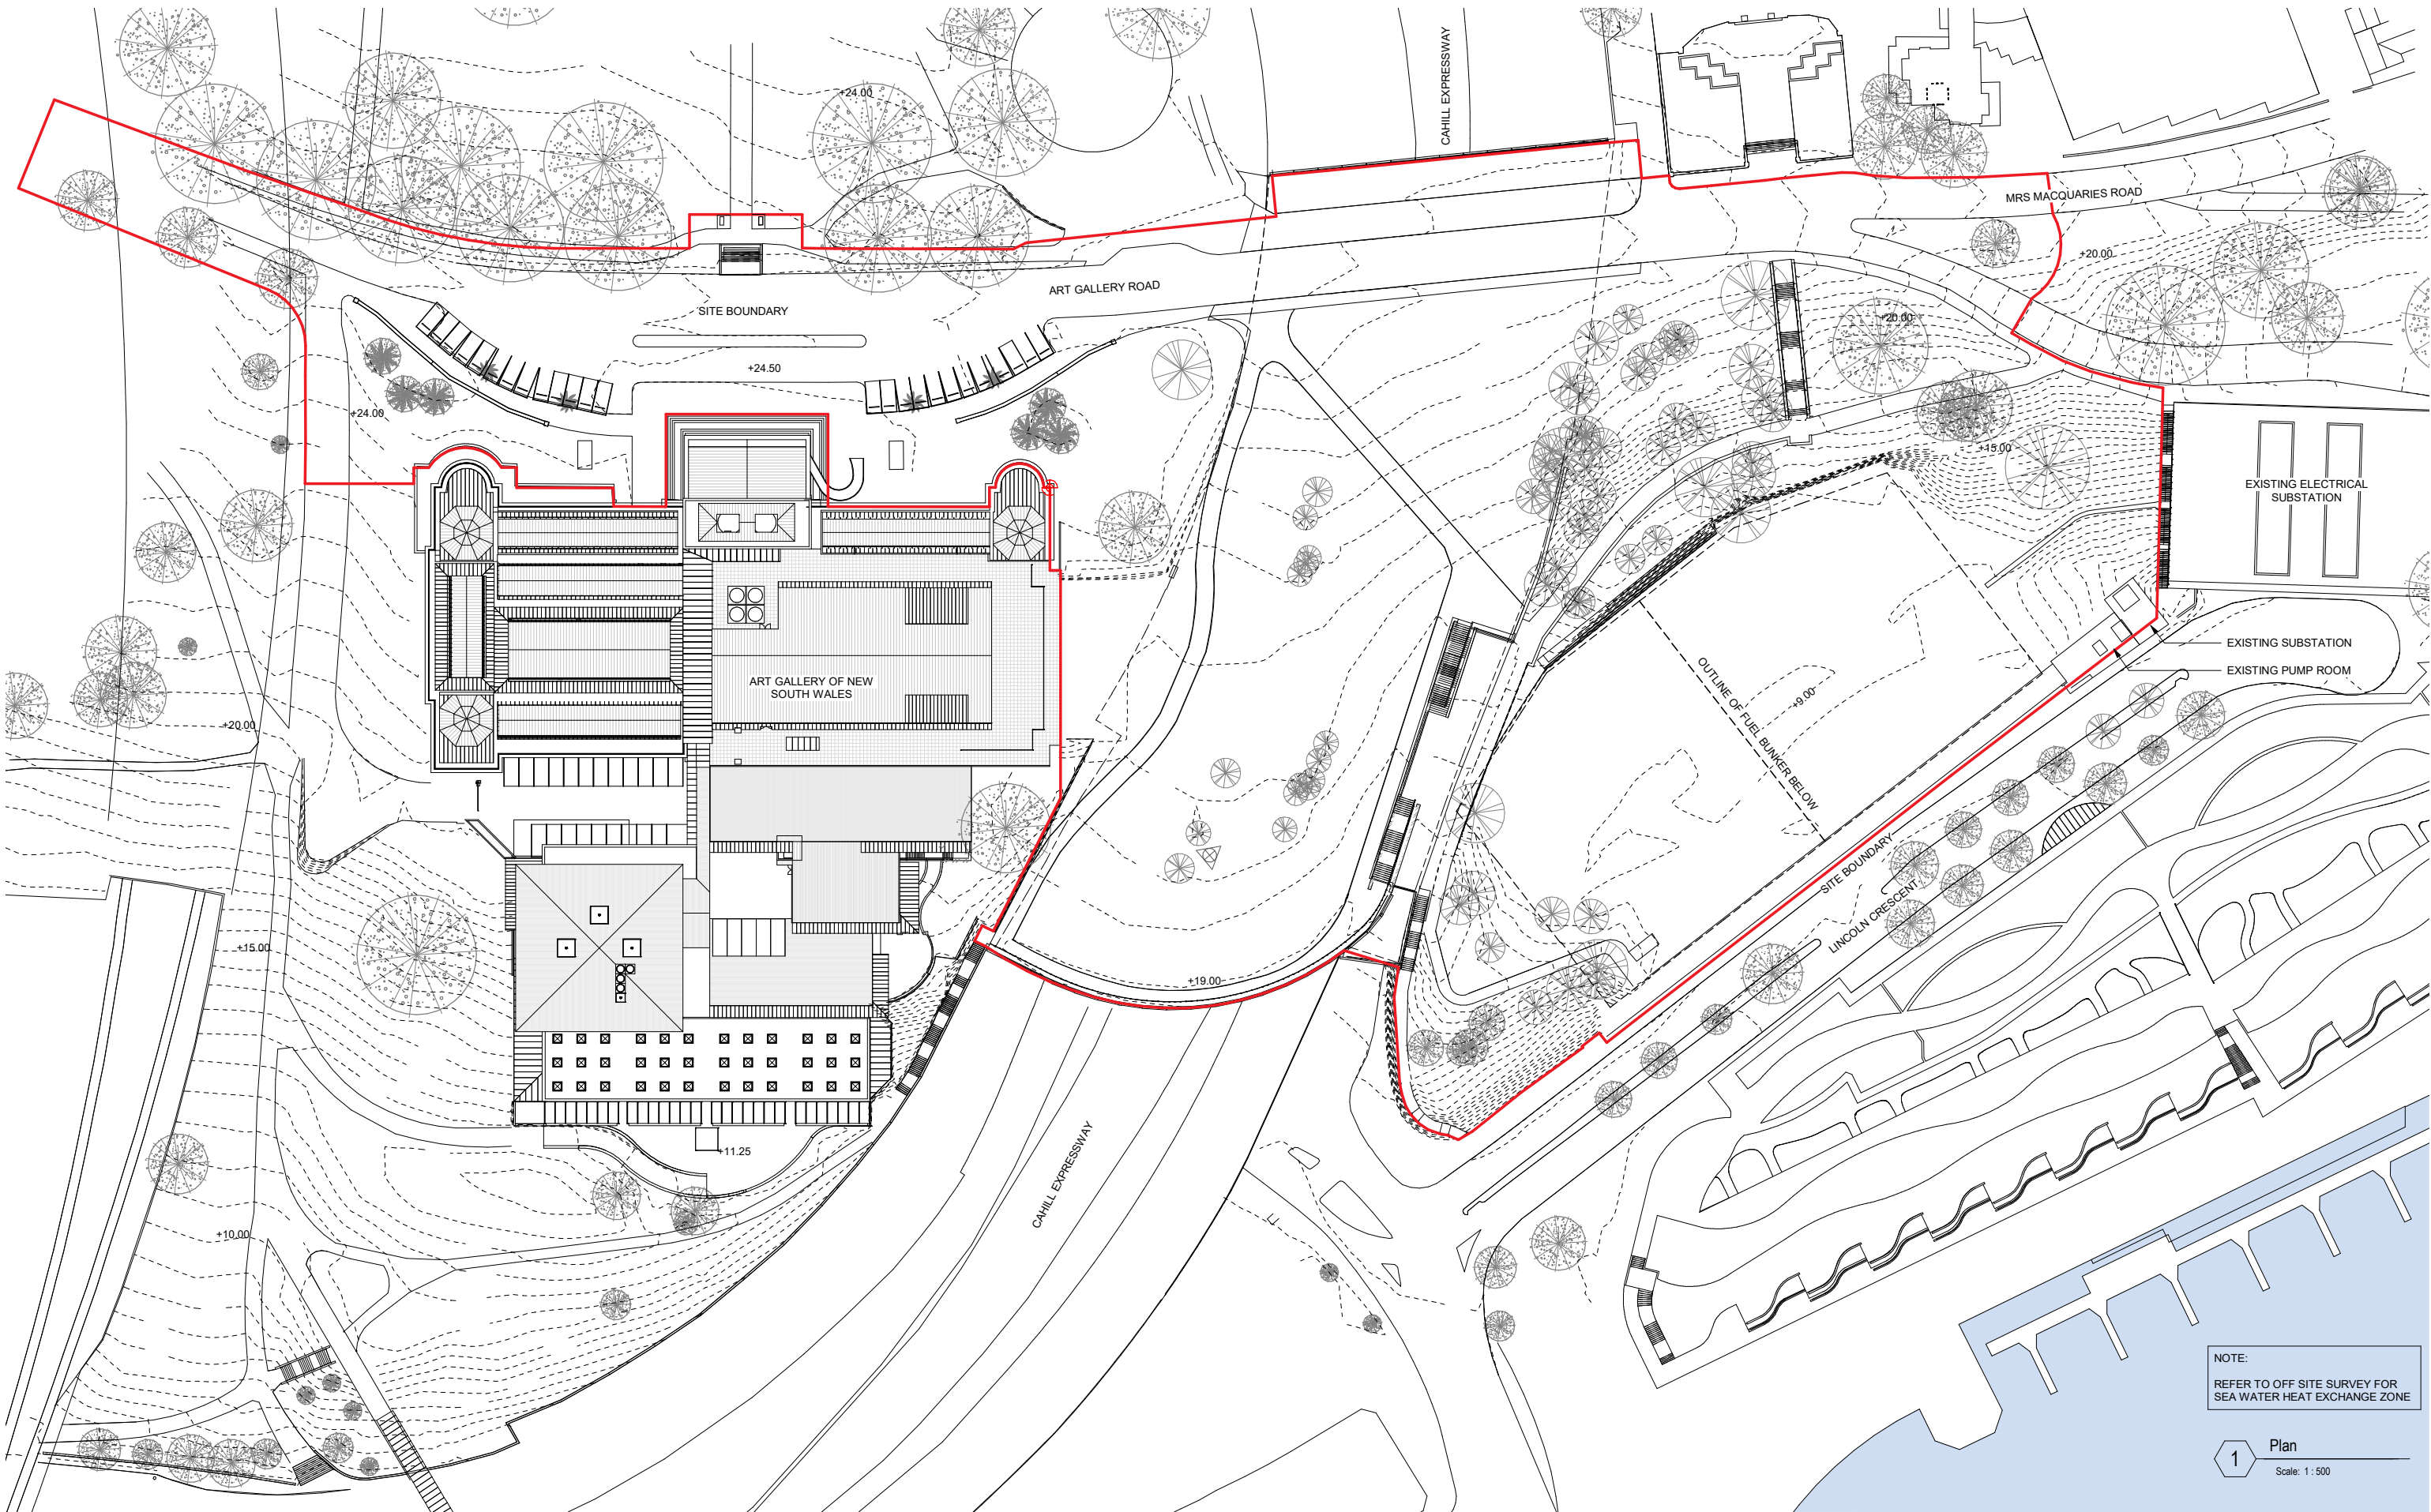 +24.00
CAHILL EXPRESSWAY
MRS MACQUARIES ROAD
+20.00
ART GALLERY ROAD
SITE BOUNDARY
+20.00
+24.50
+24.00
+15.00
EXISTING ELECTRICAL
SUBSTATION
EXISTING SUBSTATION
EXISTING PUMP ROOM
ART GALLERY OF NEW
SOUTH WALES
OUTLINE OF FUEL BUNKER BELOW
+9.00
+20.00
SITE BOUNDARY
LINCOLN CRESCENT
+15.00
+19.00
+11.25
CAHILL EXPRESSWAY
+10.00
NOTE:
REFER TO OFF SITE SURVEY FOR
SEA WATER HEAT EXCHANGE ZONE
1
Plan
Scale: 1 : 500